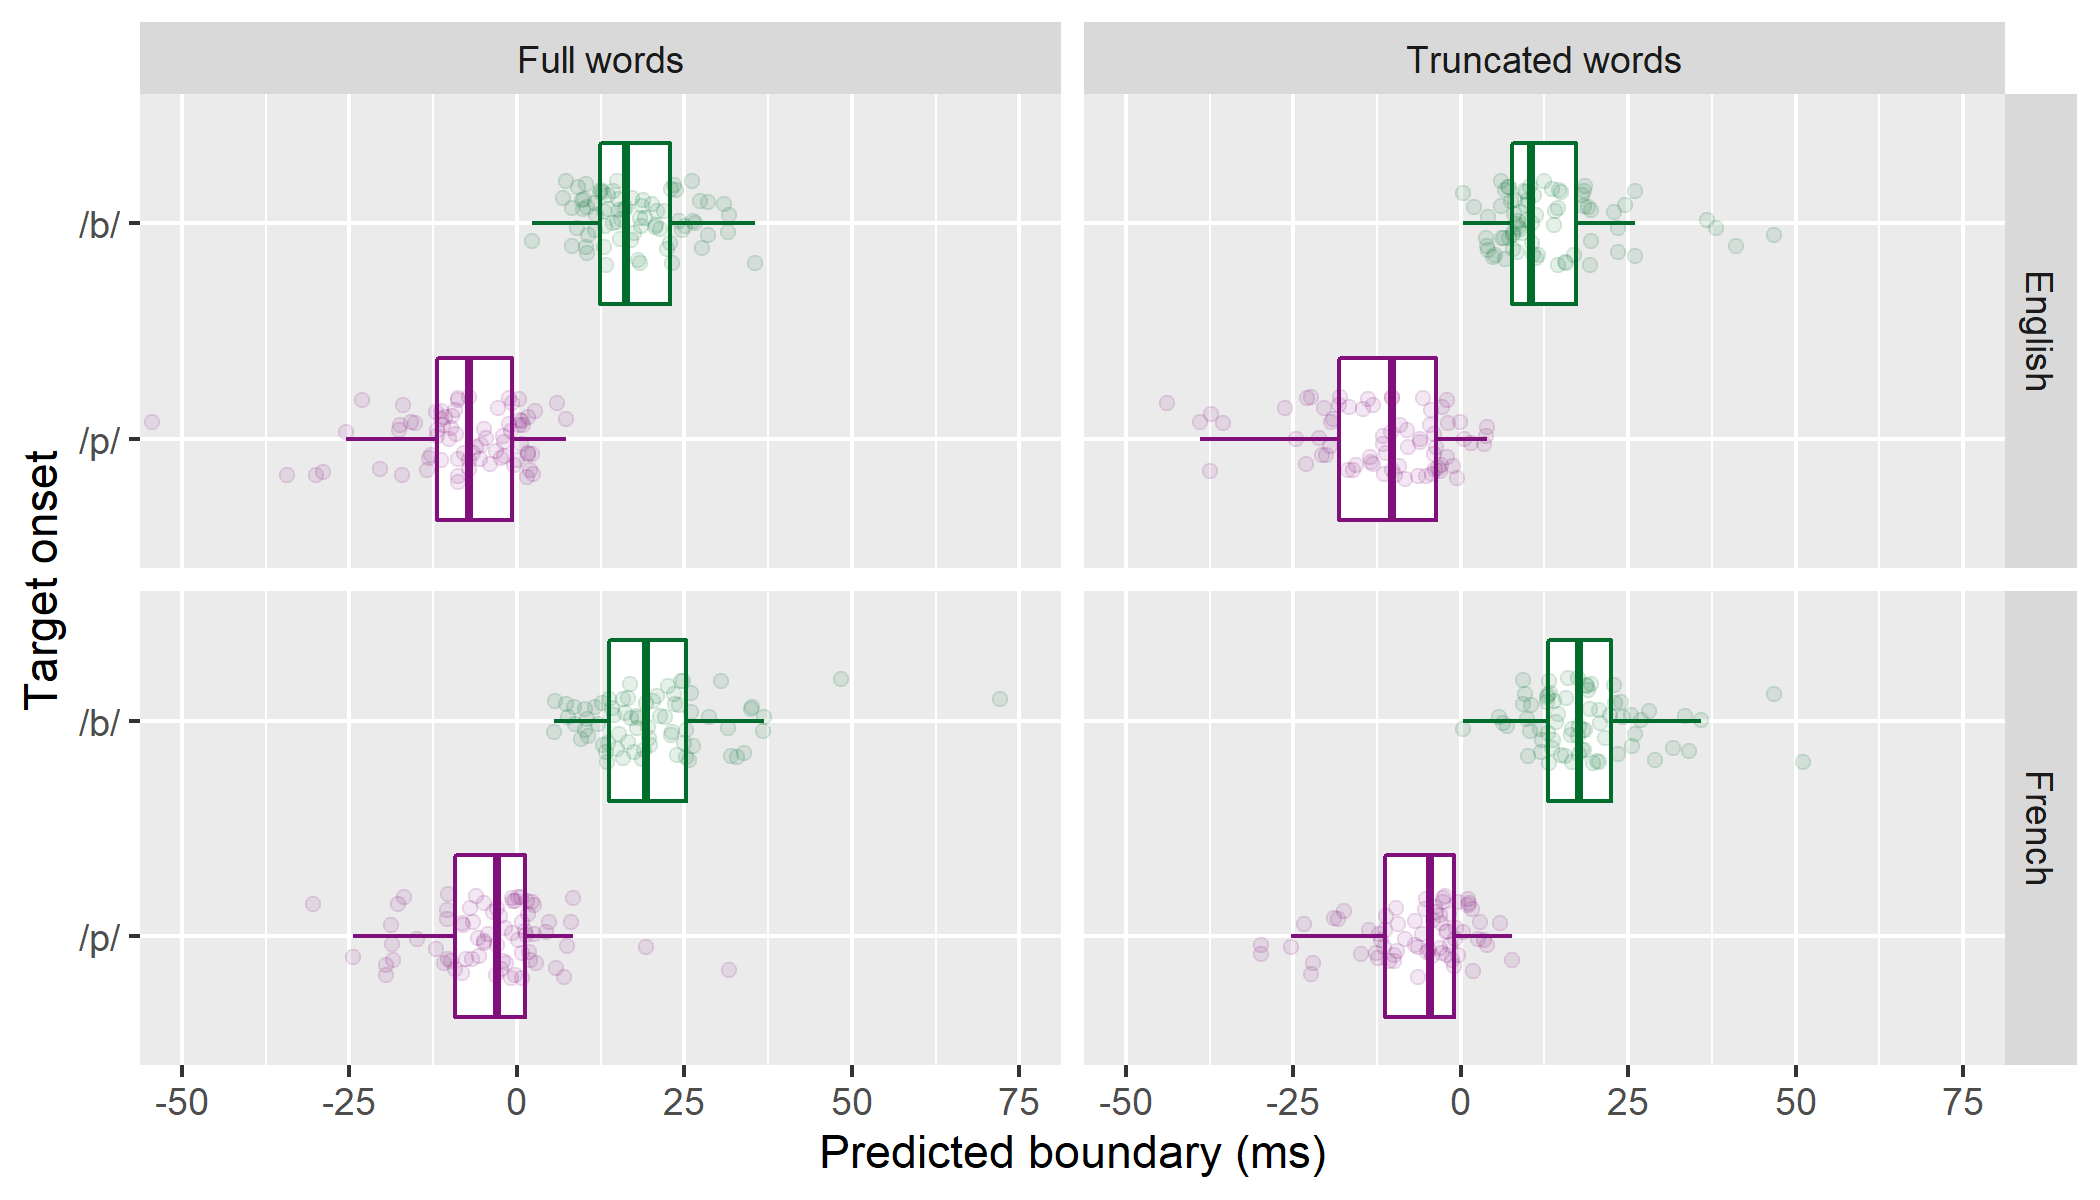 Full words
Truncated words
English
French
Target onset
/b/
/p/
/b/
/p/
-50 -25 0 25 50 75
-50 -25 0 25 50 75
Predicted boundary (ms)